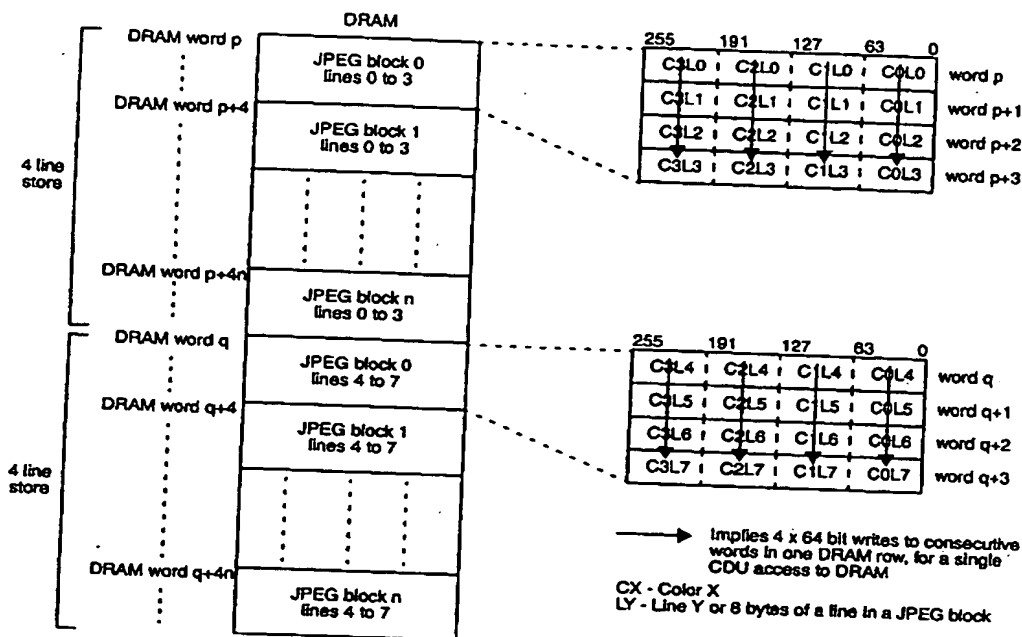 DRAM
DRAM word p
JPEG block 0
lines 0 to 3
DRAM word p+4
JPEG block 1
lines 0 to 3
4 line
store
DRAM word p+4n
JPEG block n
lines 0 to 3
DRAM word q
JPEG block 0
lines 4 to 7
DRAM word q+4
JPEG block 1
lines 4 to 7
4 line
store
DRAM word q+4n
JPEG block n
lines 4 to 7
255 191 127 63 0
C3L0 C2L0 C1L0 C0L0 word p
C3L1 C2L1 C1L1 C0L1 word p+1
C3L2 C2L2 C1L2 C0L2 word p+2
C3L3 C2L3 C1L3 C0L3 word p+3
255 191 127 63 0
C3L4 C2L4 C1L4 C0L4 word q
C3L5 C2L5 C1L5 C0L5 word q+1
C3L6 C2L6 C1L6 C0L6 word q+2
C3L7 C2L7 C1L7 C0L7 word q+3
Implies 4 x 64 bit writes to consecutive
words in one DRAM row, for a single
CDU access to DRAM
CX - Color X
LY - Line Y or 8 bytes of a line in a JPEG block